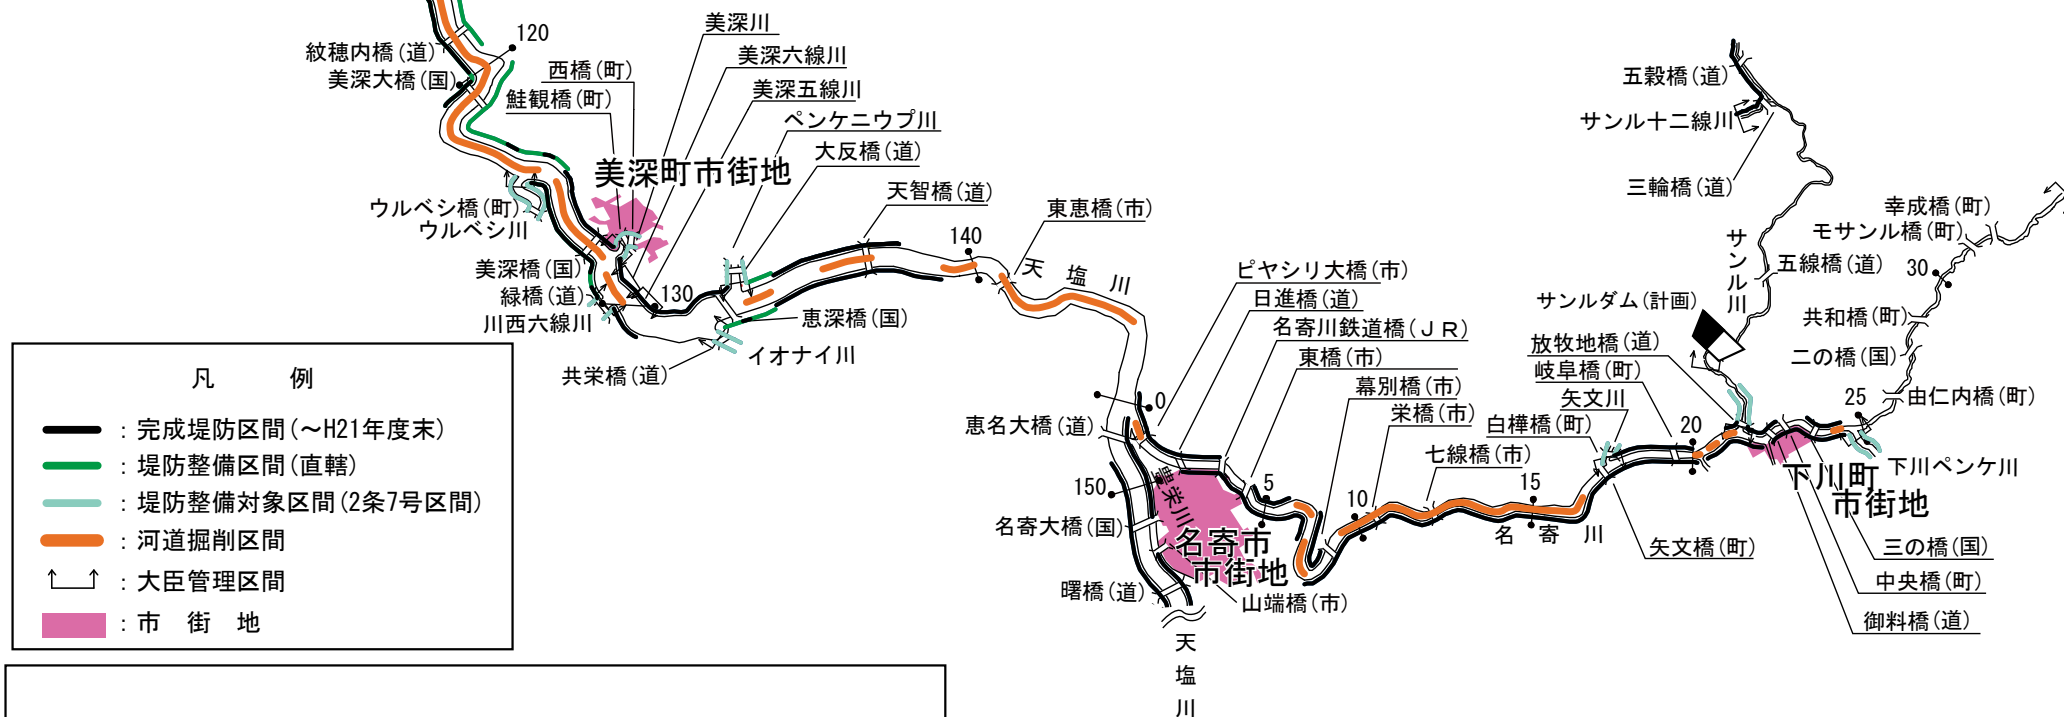 120
紋穂内橋(道)
美深大橋(国)
西橋(町)
鮭観橋(町)
美深川
美深六線川
美深五線川
ペンケニウプ川
大反橋(道)
美深町市街地
天智橋(道)
東恵橋(市)
ウルベシ橋(町)
ウルベシ川
美深橋(国)
緑橋(道)
川西六線川
130
恵深橋(国)
イオナイ川
共栄橋(道)
140
天塩川
ピヤシリ大橋(市)
日進橋(道)
名寄川鉄道橋(JR)
東橋(市)
幕別橋(市)
栄橋(市)
七線橋(市)
0
恵名大橋(道)
150
豊栄川
名寄大橋(国)
名寄市
市街地
曙橋(道)
山端橋(市)
天塩川
5
10
15
名寄川
五穀橋(道)
サンル十二線川
三輪橋(道)
サンル川
五線橋(道)
サンルダム(計画)
放牧地橋(道)
岐阜橋(町)
矢文川
白樺橋(町)
20
矢文橋(町)
幸成橋(町)
モサンル橋(町)
30
共和橋(町)
二の橋(国)
由仁内橋(町)
25
下川ペンケ川
下川町
市街地
三の橋(国)
中央橋(町)
御料橋(道)
凡 例
:完成堤防区間(~H21年度末)
:堤防整備区間(直轄)
:堤防整備対象区間(2条7号区間)
:河道掘削区間
:大臣管理区間
:市 街 地